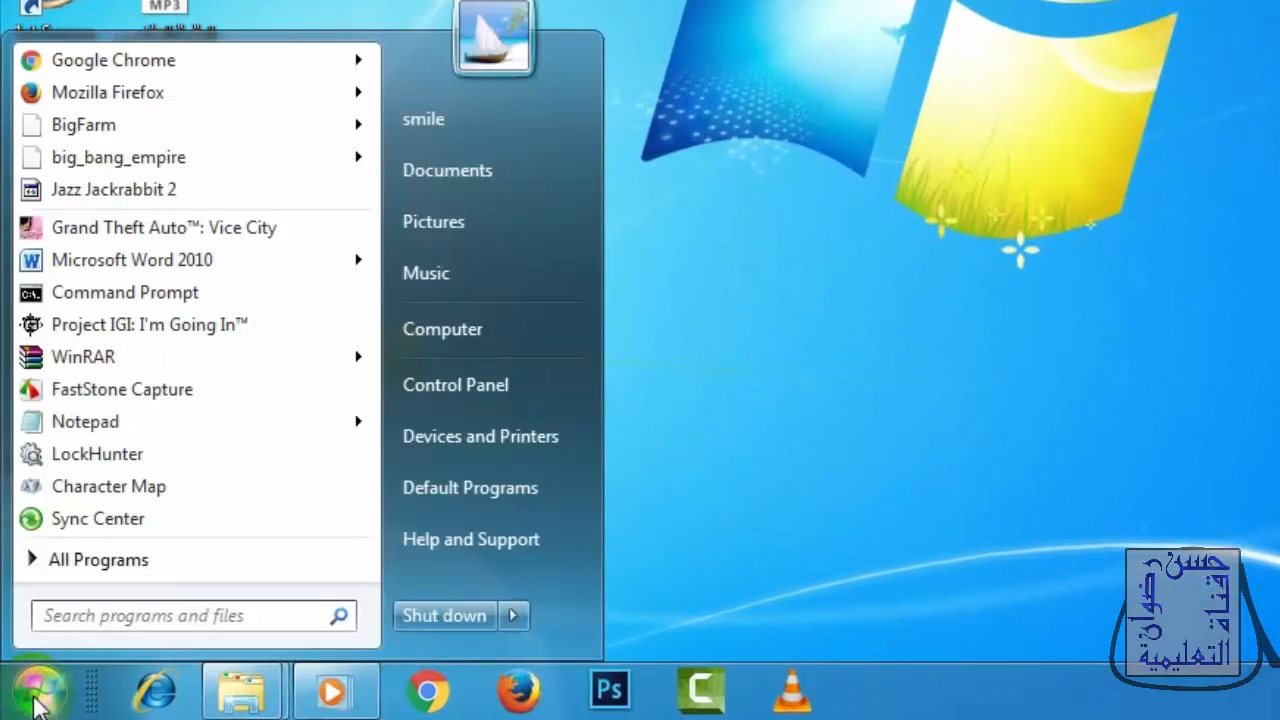 MP3
Google Chrome
Mozilla Firefox
BigFarm
big_bang_empire
Jazz Jackrabbit 2
Grand Theft Auto™: Vice City
Microsoft Word 2010
Command Prompt
Project IGI: I'm Going In™
WinRAR
FastStone Capture
Notepad
LockHunter
Character Map
Sync Center
All Programs
Search programs and files
smile
Documents
Pictures
Music
Computer
Control Panel
Devices and Printers
Default Programs
Help and Support
Shut down
Ps
C
حسن
رضوان
قناة
التعليمية